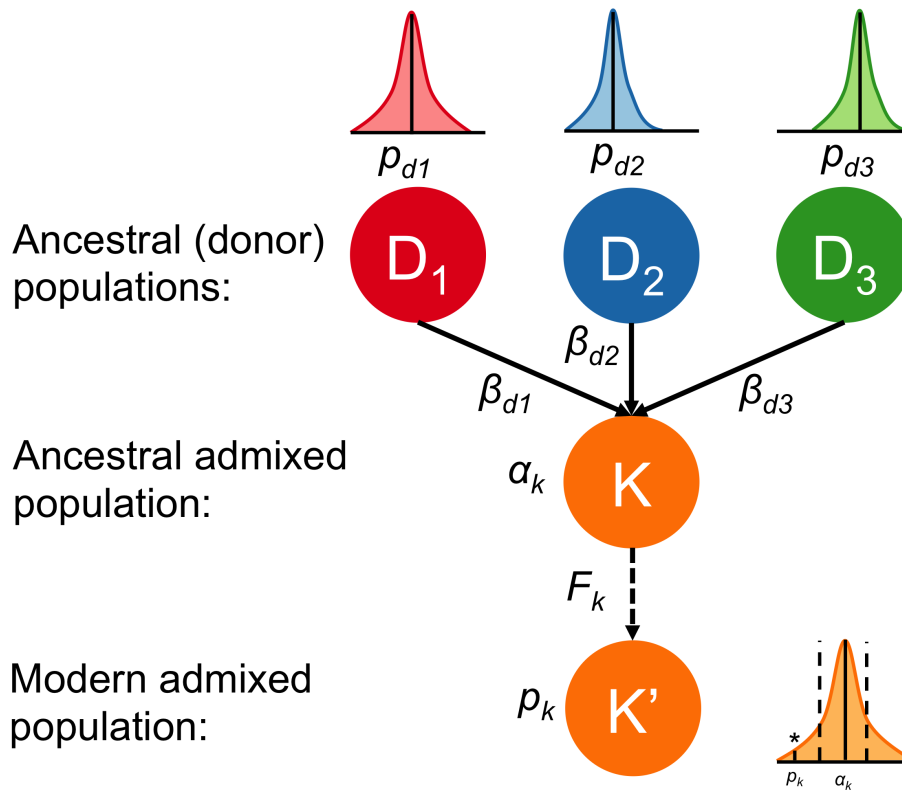 p_d1 p_d2 p_d3
Ancestral (donor)
populations:
D_1 D_2 D_3
β_d1 β_d2 β_d3
Ancestral admixed
population:
α_k K
F_k
Modern admixed
population:
p_k K’
*
p_k α_k